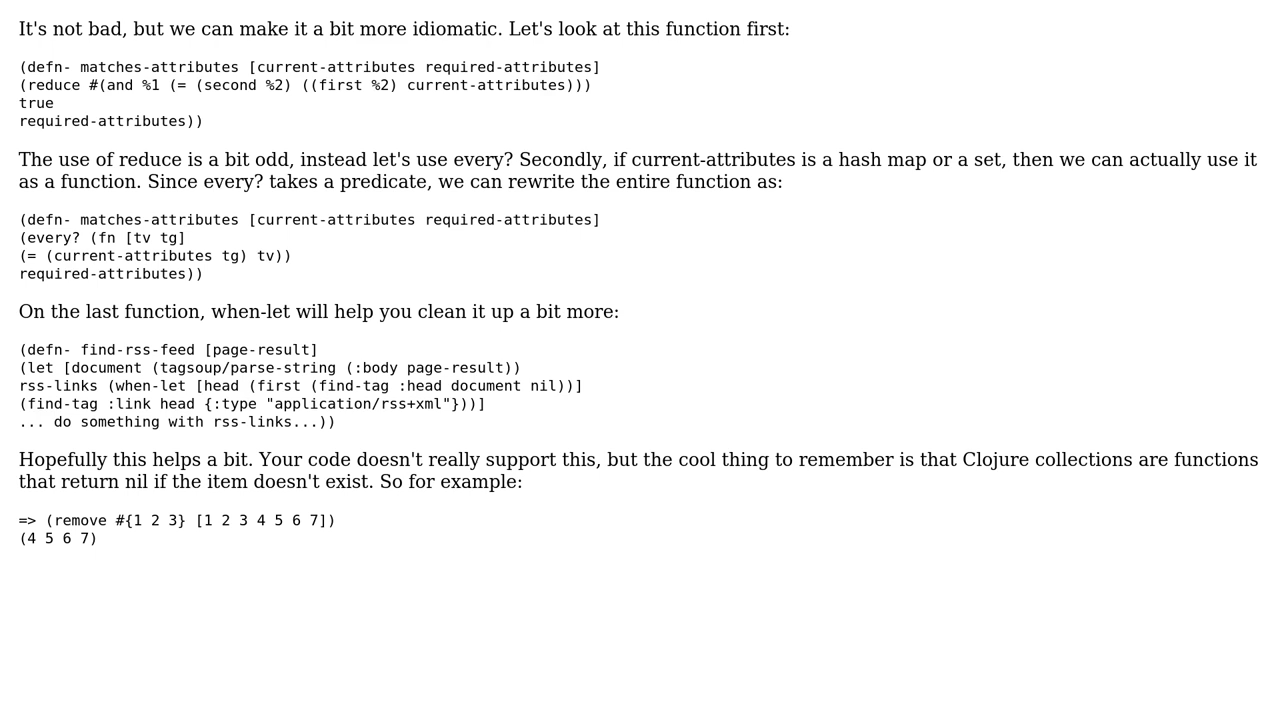 It's not bad, but we can make it a bit more idiomatic. Let's look at this function first:
(defn- matches-attributes [current-attributes required-attributes]
(reduce #(and %1 (= (second %2) ((first %2) current-attributes)))
true
required-attributes))
The use of reduce is a bit odd, instead let's use every? Secondly, if current-attributes is a hash map or a set, then we can actually use it
as a function. Since every? takes a predicate, we can rewrite the entire function as:
(defn- matches-attributes [current-attributes required-attributes]
(every? (fn [tv tg]
(= (current-attributes tg) tv))
required-attributes))
On the last function, when-let will help you clean it up a bit more:
(defn- find-rss-feed [page-result]
(let [document (tagsoup/parse-string (:body page-result))
rss-links (when-let [head (first (find-tag :head document nil))]
(find-tag :link head {:type "application/rss+xml"}))]
... do something with rss-links...))
Hopefully this helps a bit. Your code doesn't really support this, but the cool thing to remember is that Clojure collections are functions
that return nil if the item doesn't exist. So for example:
=> (remove #{1 2 3} [1 2 3 4 5 6 7])
(4 5 6 7)